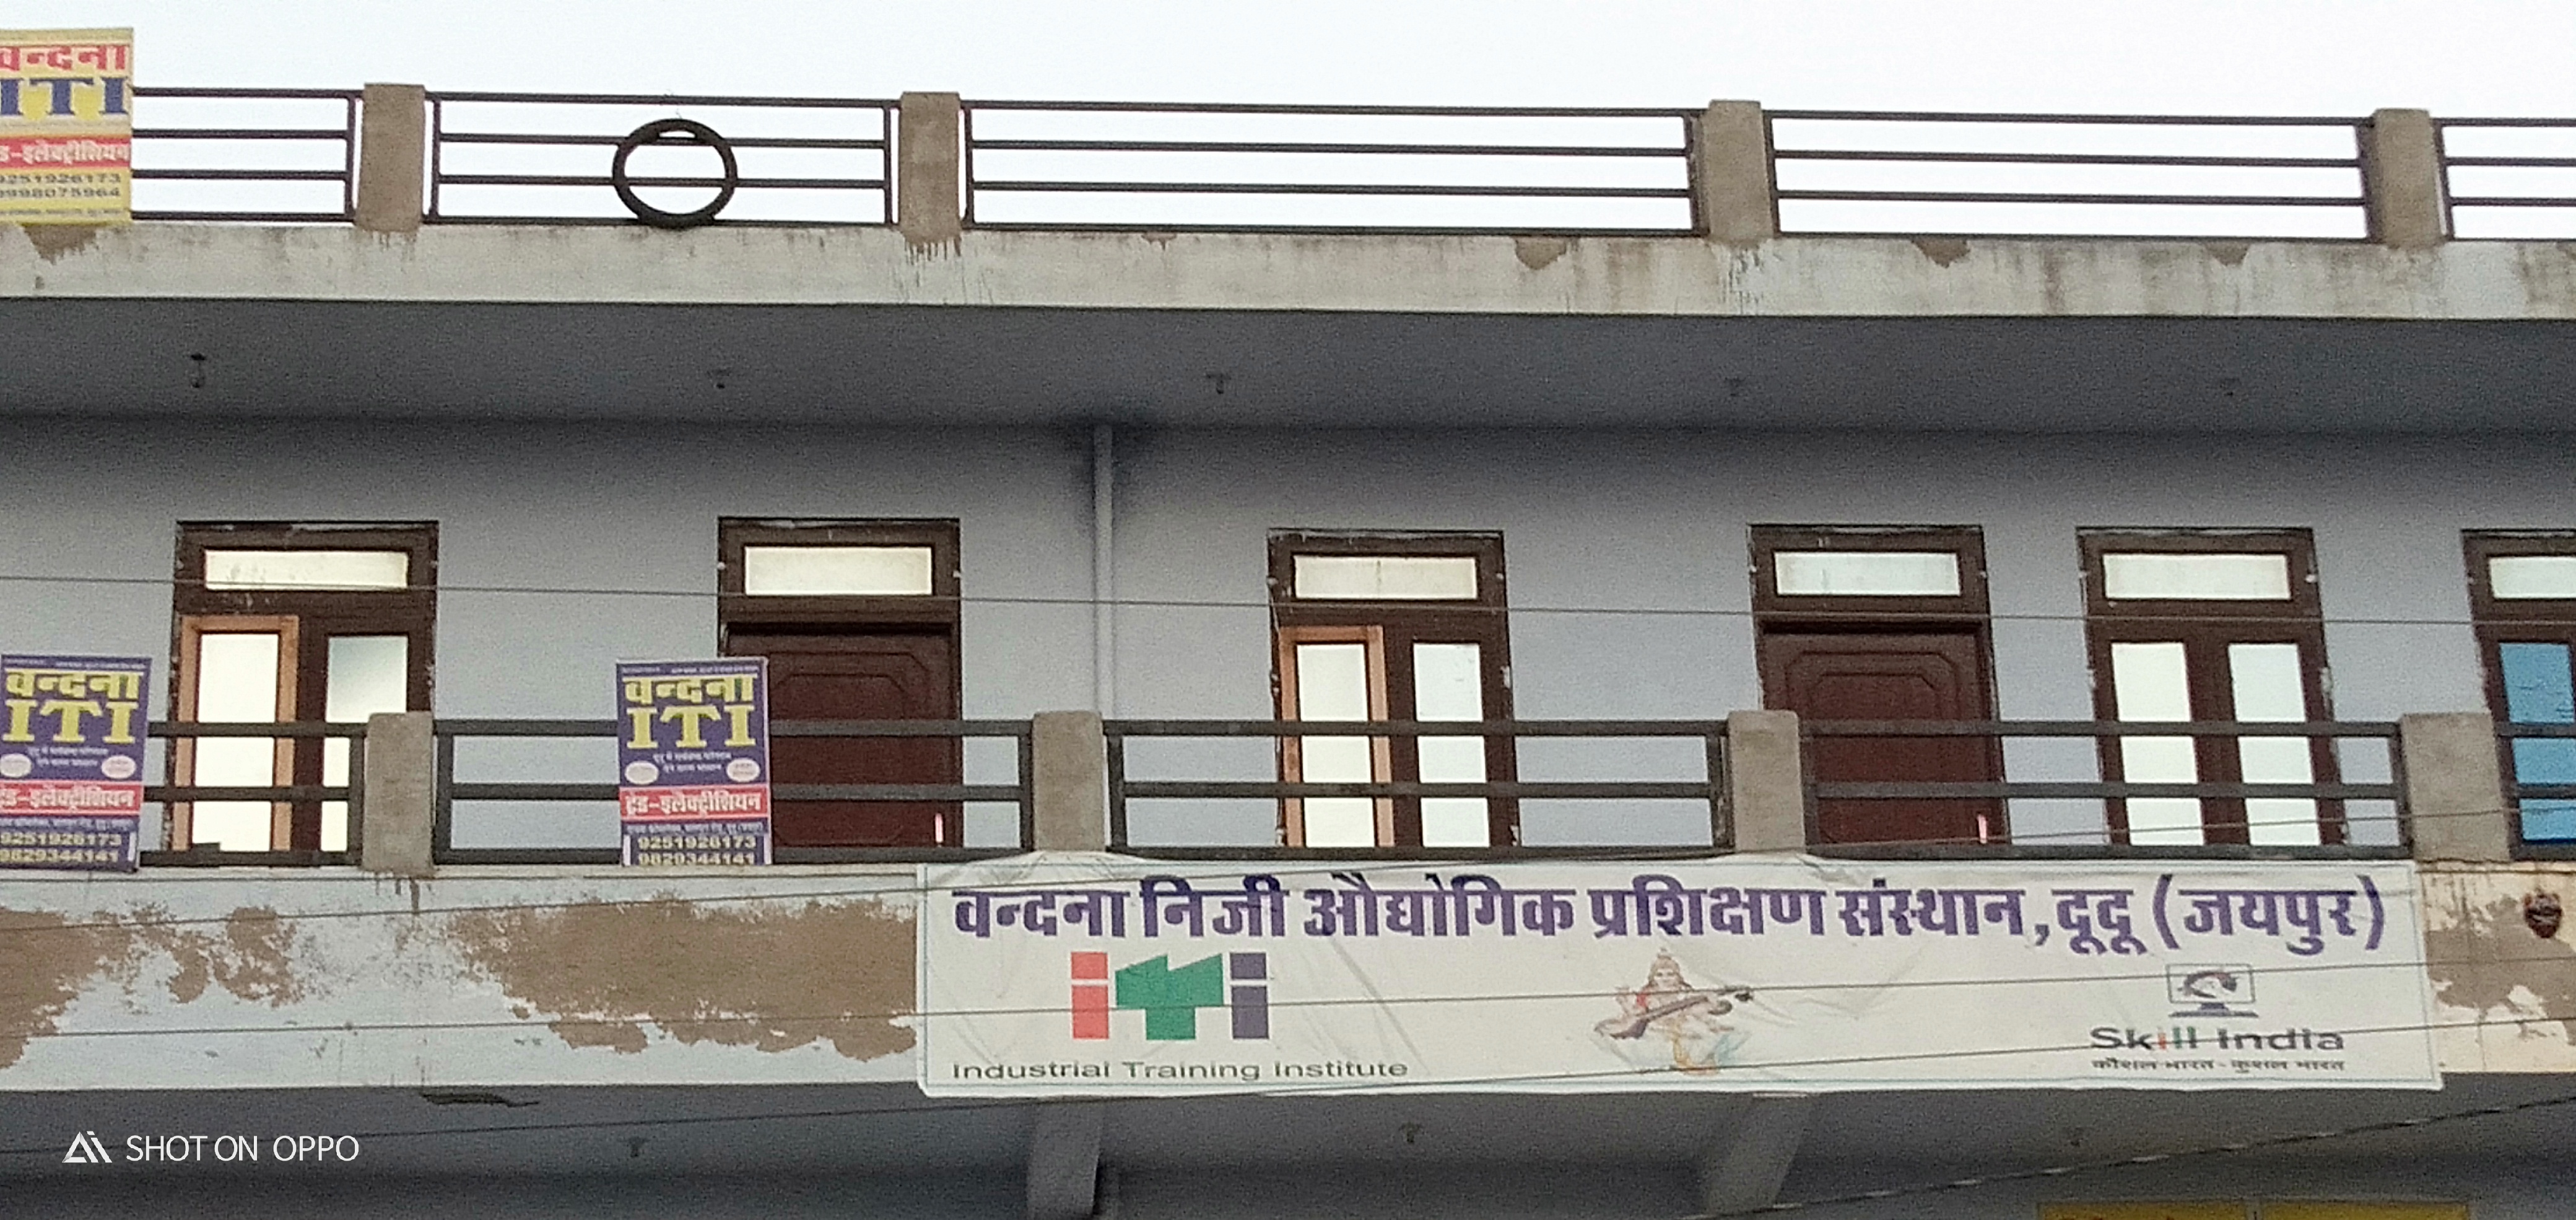 वन्दना
ITI
ड-इलेक्ट्रीशियन
9251926173
9998075964
वन्दना
ITI
ट्रेड-इलेक्ट्रीशियन
9251926173
9829344141
वन्दना
ITI
ट्रेड-इलेक्ट्रीशियन
9251926173
9829344141
वन्दना निजी औद्योगिक प्रशिक्षण संस्थान, दूदू (जयपुर)
iTi
Industrial Training Institute
Skill India
कौशल भारत - कुशल भारत
SHOT ON OPPO